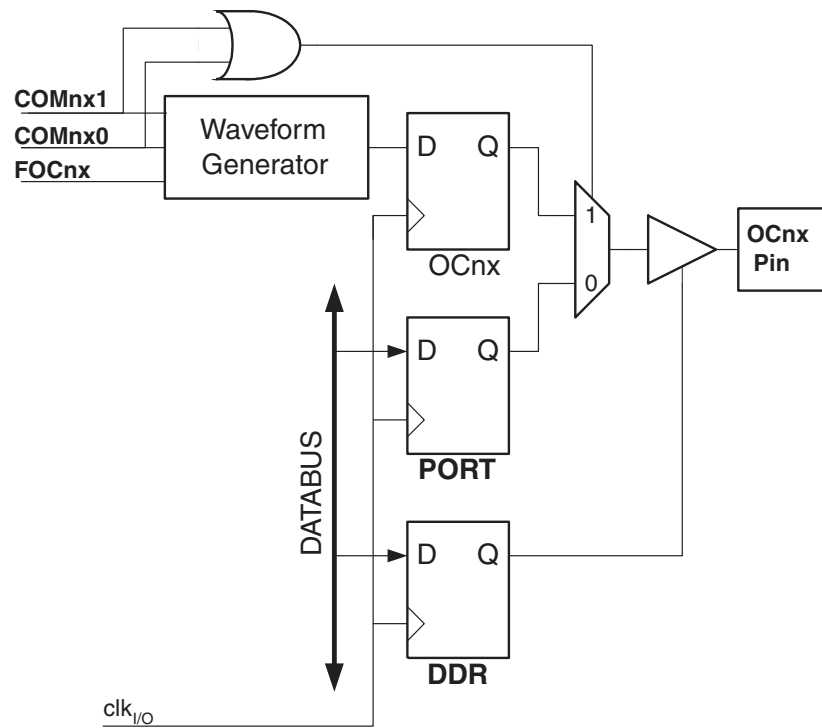 COMnx1
COMnx0
FOCnx
Waveform
Generator
D Q
OCnx
1
0
OCnx
Pin
D Q
PORT
DATABUS
D Q
DDR
clkI/O